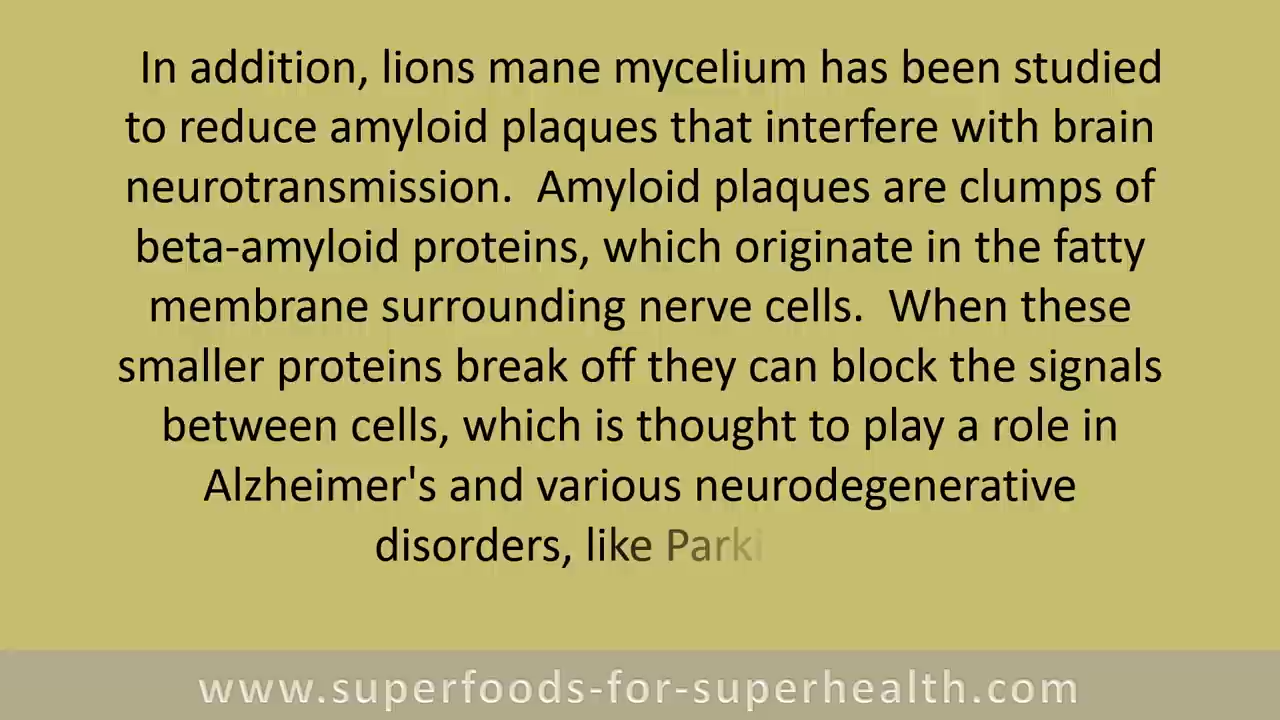 In addition, lions mane mycelium has been studied
to reduce amyloid plaques that interfere with brain
neurotransmission.  Amyloid plaques are clumps of
beta-amyloid proteins, which originate in the fatty
membrane surrounding nerve cells.  When these
smaller proteins break off they can block the signals
between cells, which is thought to play a role in
Alzheimer's and various neurodegenerative
disorders, like Parki
www.superfoods-for-superhealth.com